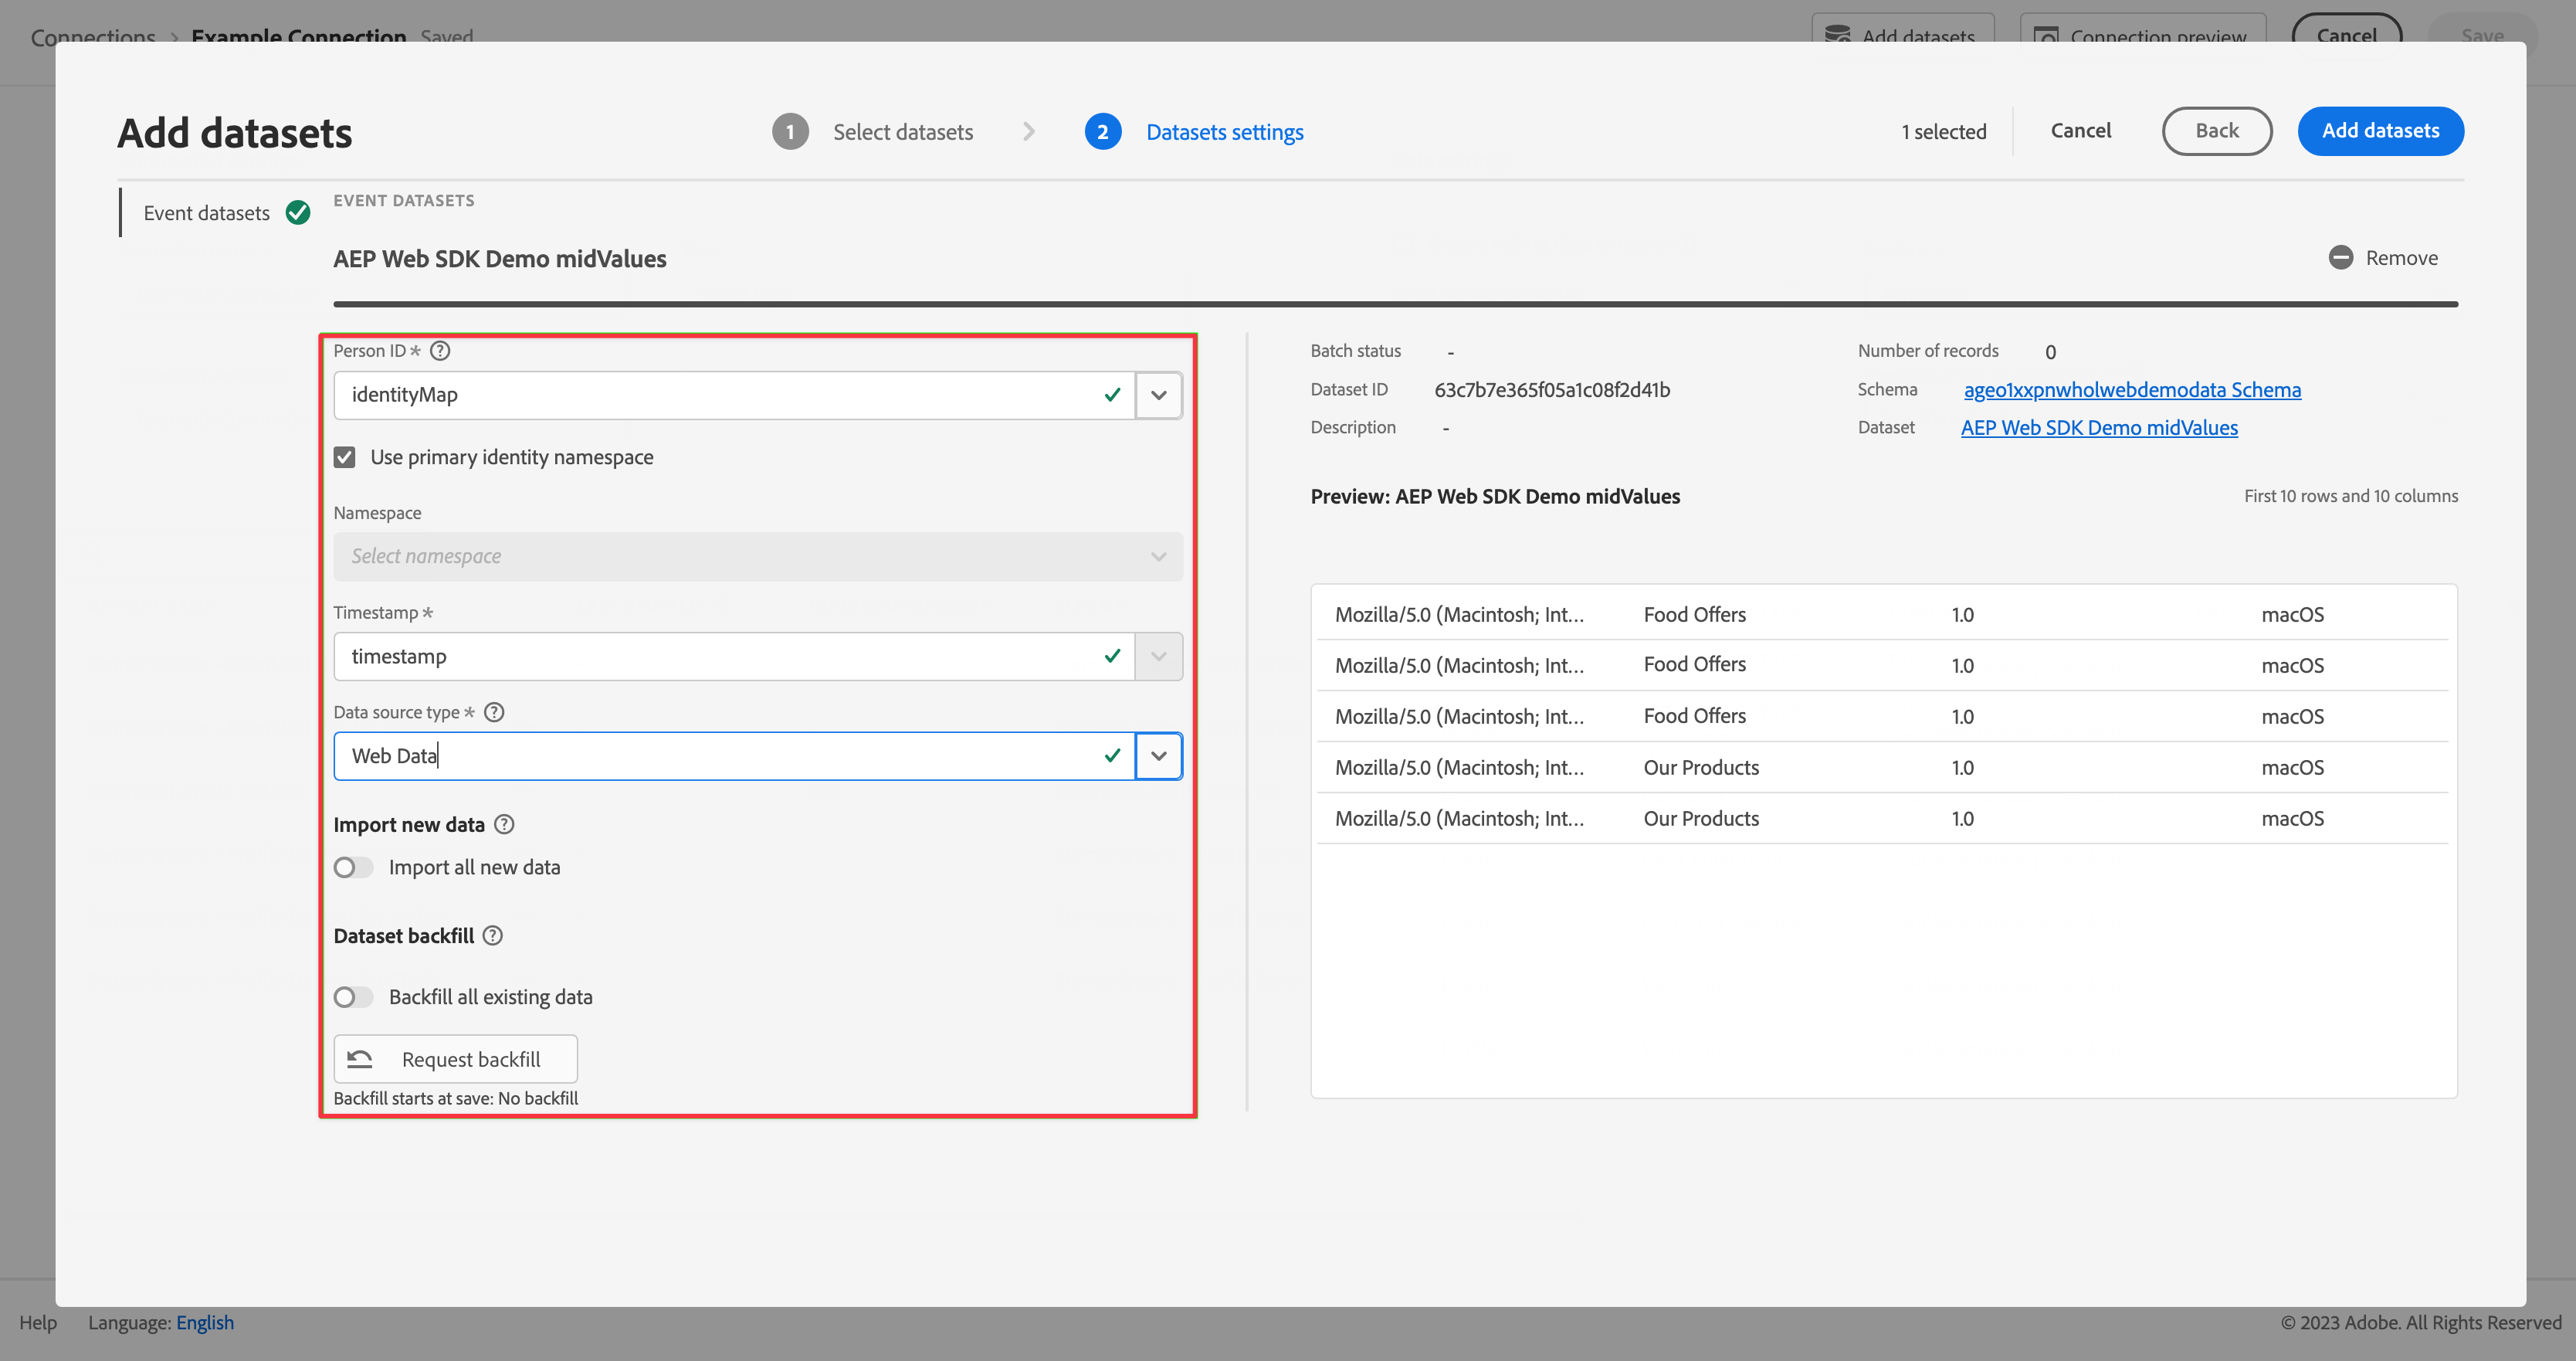 Connections > Example Connection Saved
Add datasets
Connection preview
Cancel
Save
Add datasets
1 Select datasets > 2 Datasets settings
1 selected
Cancel
Back
Add datasets
Event datasets
EVENT DATASETS
AEP Web SDK Demo midValues
Remove
Person ID * ?
identityMap
Use primary identity namespace
Namespace
Select namespace
Timestamp *
timestamp
Data source type * ?
Web Data
Import new data ?
Import all new data
Dataset backfill ?
Backfill all existing data
Request backfill
Backfill starts at save: No backfill
Batch status -
Number of records 0
Dataset ID 63c7b7e365f05a1c08f2d41b
Schema ageo1xxpnwholwebdemodata Schema
Description -
Dataset AEP Web SDK Demo midValues
Preview: AEP Web SDK Demo midValues
First 10 rows and 10 columns
Mozilla/5.0 (Macintosh; Int... Food Offers 1.0 macOS
Mozilla/5.0 (Macintosh; Int... Food Offers 1.0 macOS
Mozilla/5.0 (Macintosh; Int... Food Offers 1.0 macOS
Mozilla/5.0 (Macintosh; Int... Our Products 1.0 macOS
Mozilla/5.0 (Macintosh; Int... Our Products 1.0 macOS
Help
Language: English
© 2023 Adobe. All Rights Reserved